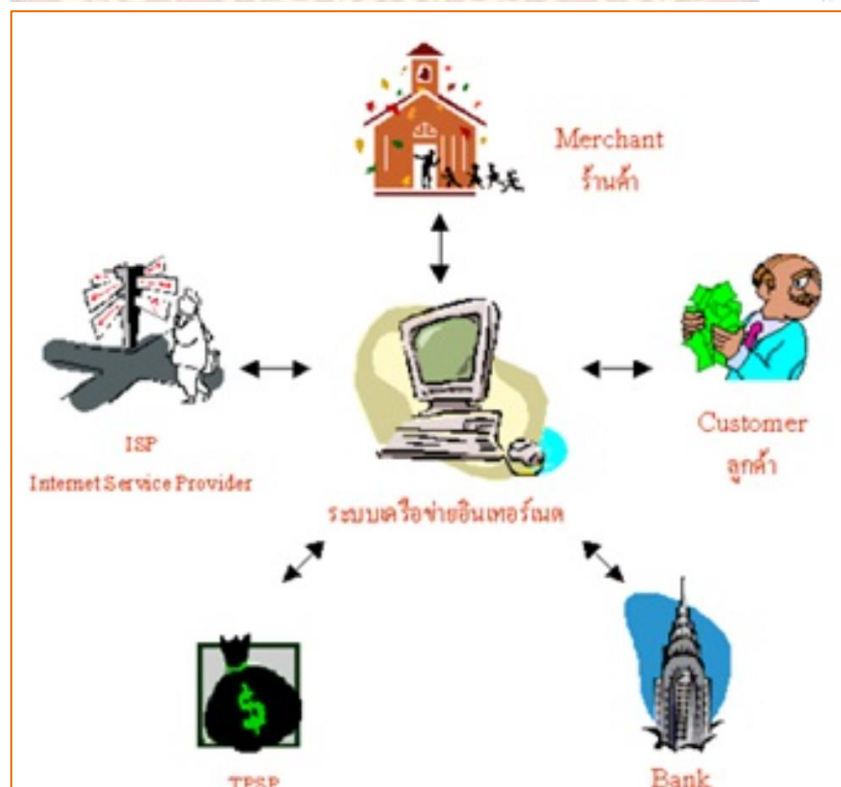 Merchant
ร้านค้า
Customer
ลูกค้า
ISP
Internet Service Provider
ระบบเครือข่ายอินเทอร์เนต
TPSP
Bank